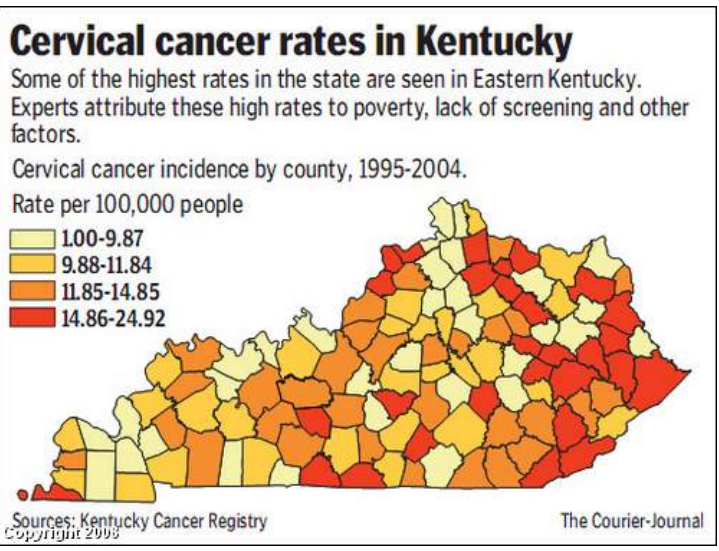 Cervical cancer rates in Kentucky
Some of the highest rates in the state are seen in Eastern Kentucky.
Experts attribute these high rates to poverty, lack of screening and other
factors.
Cervical cancer incidence by county, 1995-2004.
Rate per 100,000 people
1.00-9.87
9.88-11.84
11.85-14.85
14.86-24.92
Sources: Kentucky Cancer Registry
The Courier-Journal
Copyright 2008